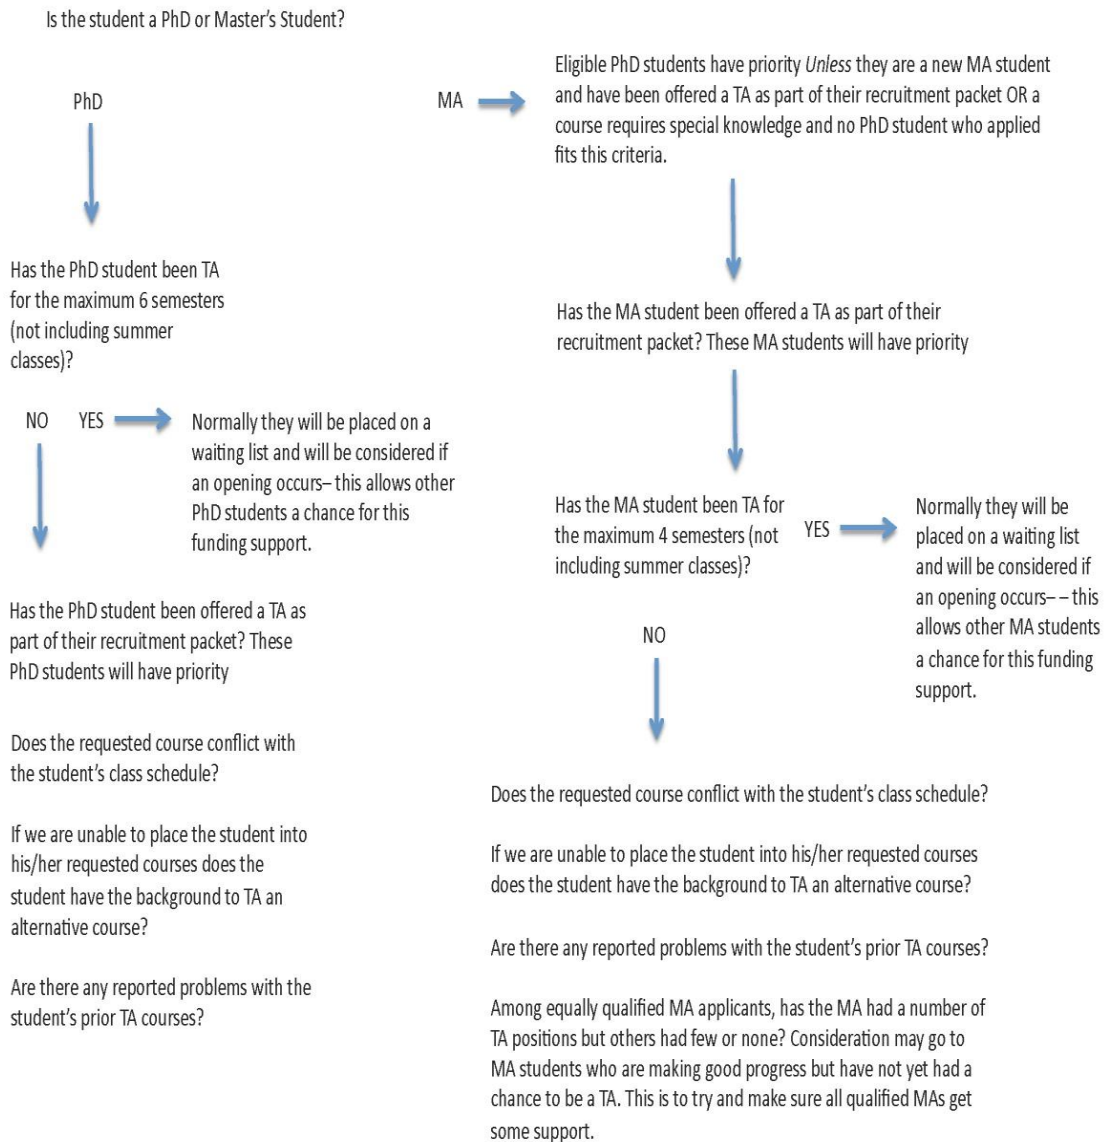 Is the student a PhD or Master's Student?
PhD
Has the PhD student been TA
for the maximum 6 semesters
(not including summer
classes)?
NO
YES
Normally they will be placed on a
waiting list and will be considered if
an opening occurs– this allows other
PhD students a chance for this
funding support.
Has the PhD student been offered a TA as
part of their recruitment packet? These
PhD students will have priority
Does the requested course conflict with
the student's class schedule?
If we are unable to place the student into
his/her requested courses does the
student have the background to TA an
alternative course?
Are there any reported problems with the
student's prior TA courses?
MA
Eligible PhD students have priority Unless they are a new MA student
and have been offered a TA as part of their recruitment packet OR a
course requires special knowledge and no PhD student who applied
fits this criteria.
Has the MA student been offered a TA as part of their
recruitment packet? These MA students will have priority
Has the MA student been TA for
the maximum 4 semesters (not
including summer classes)?
YES
Normally they will be
placed on a waiting list
and will be considered if
an opening occurs– – this
allows other MA students
a chance for this funding
support.
NO
Does the requested course conflict with the student's class schedule?
If we are unable to place the student into his/her requested courses
does the student have the background to TA an alternative course?
Are there any reported problems with the student's prior TA courses?
Among equally qualified MA applicants, has the MA had a number of
TA positions but others had few or none? Consideration may go to
MA students who are making good progress but have not yet had a
chance to be a TA. This is to try and make sure all qualified MAs get
some support.